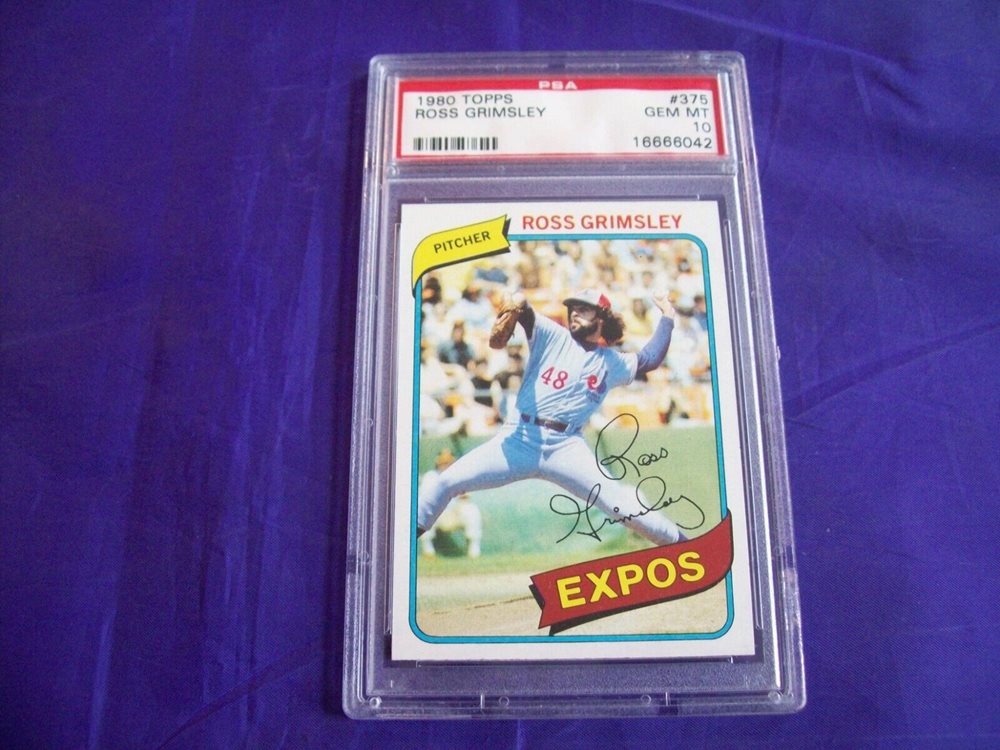 PSA
1980 TOPPS #375
ROSS GRIMSLEY GEM MT
10
16666042
ROSS GRIMSLEY
PITCHER
48
Ross
Grimsley
EXPOS